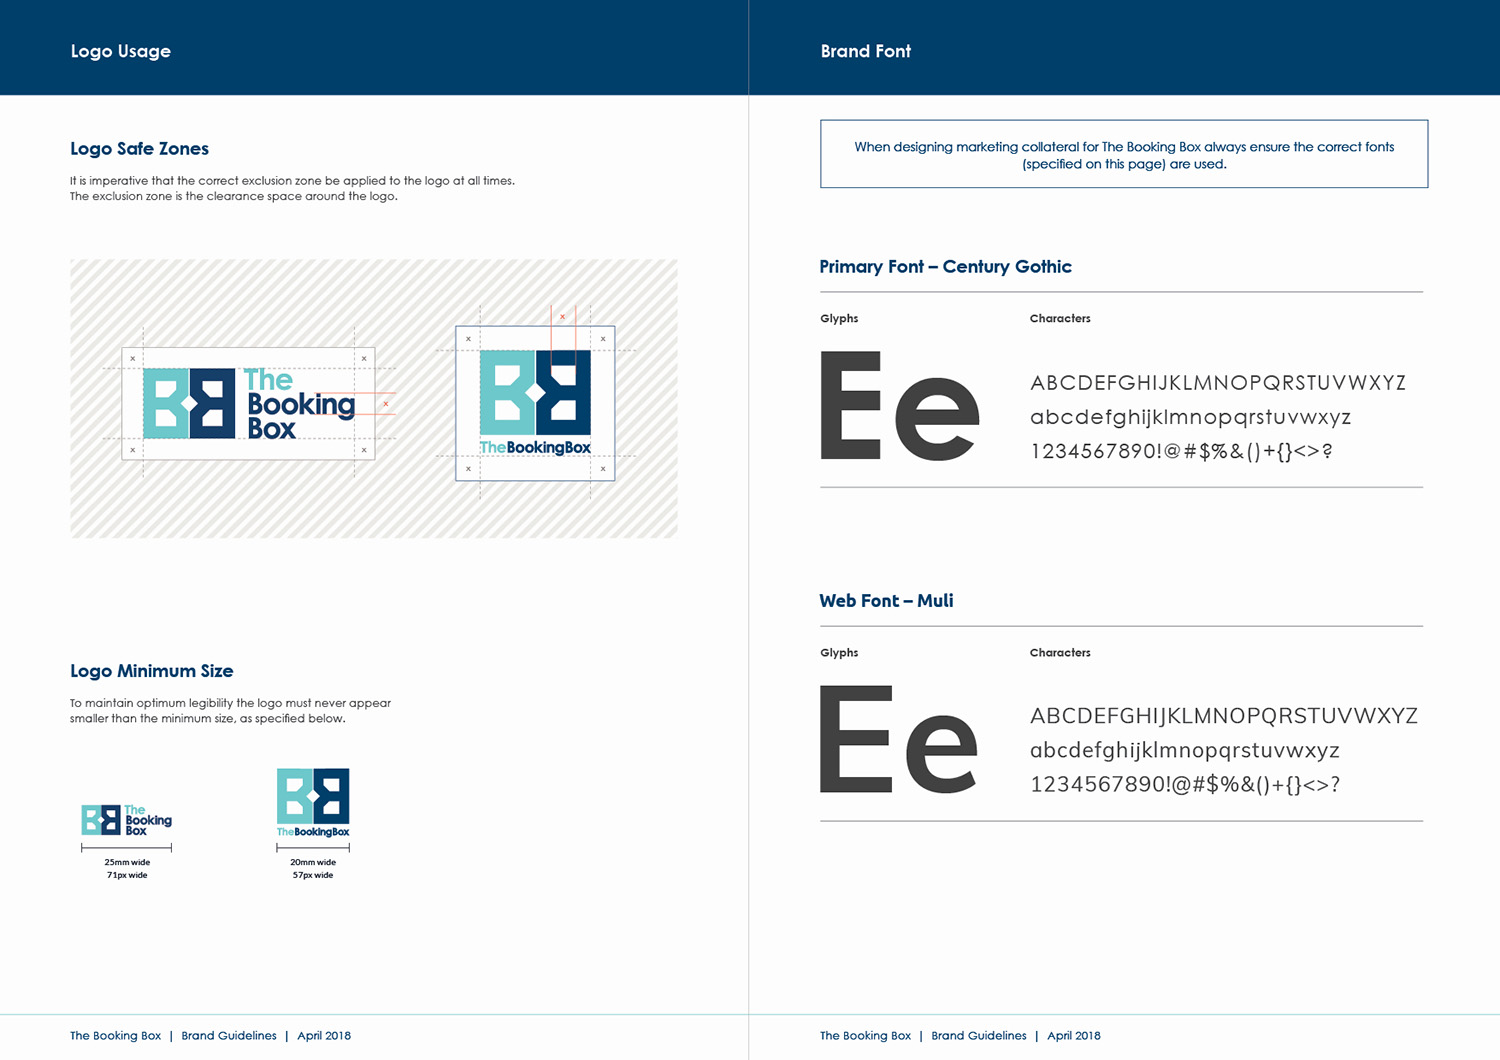 Logo Usage
Logo Safe Zones
It is imperative that the correct exclusion zone be applied to the logo at all times.
The exclusion zone is the clearance space around the logo.
x x
The
Booking
Box
x
x x
x
x x
TheBookingBox
x x
Logo Minimum Size
To maintain optimum legibility the logo must never appear
smaller than the minimum size, as specified below.
The
Booking
Box
25mm wide
71px wide
TheBookingBox
20mm wide
57px wide
The Booking Box | Brand Guidelines | April 2018
Brand Font
When designing marketing collateral for The Booking Box always ensure the correct fonts
(specified on this page) are used.
Primary Font – Century Gothic
Glyphs Characters
Ee
ABCDEFGHIJKLMNOPQRSTUVWXYZ
abcdefghijklmnopqrstuvwxyz
1234567890!@#$%&()+{}<>?
Web Font – Muli
Glyphs Characters
Ee
ABCDEFGHIJKLMNOPQRSTUVWXYZ
abcdefghijklmnopqrstuvwxyz
1234567890!@#$%&()+{}<>?
The Booking Box | Brand Guidelines | April 2018